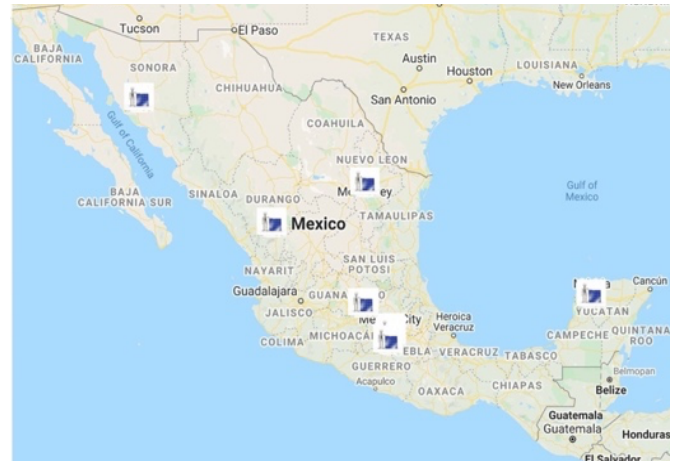 Tucson
El Paso
TEXAS
BAJA
CALIFORNIA
SONORA
Austin
Houston
LOUISIANA
New Orleans
CHIHUAHUA
San Antonio
COAHUILA
Gulf of California
NUEVO LEON
BAJA
CALIFORNIA SUR
SINALOA
DURANGO
Gulf of
Mexico
Mexico
TAMAULIPAS
SAN LUIS
POTOSI
NAYARIT
Guadalajara
JALISCO
Cancún
YUCATAN
Heroica
Veracruz
COLIMA
CAMPECHE
QUINTANA
ROO
VERACRUZ
TABASCO
GUERRERO
Acapulco
OAXACA
CHIAPAS
Belmopan
Belize
Guatemala
Guatemala
Honduras
El Salvador